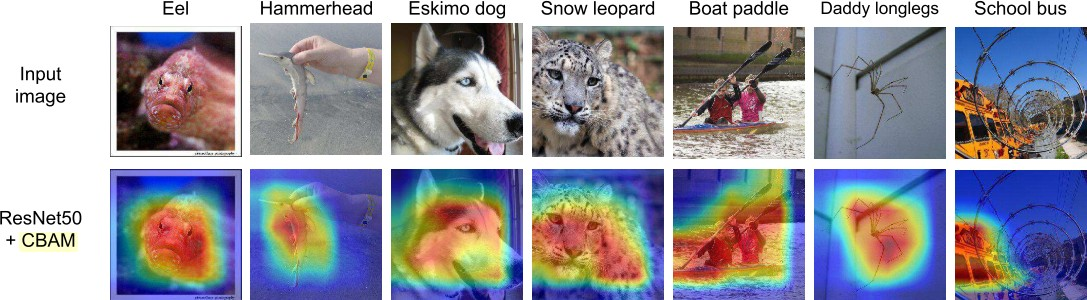 Eel Hammerhead Eskimo dog Snow leopard Boat paddle Daddy longlegs School bus
Input
image
ResNet50
+ CBAM